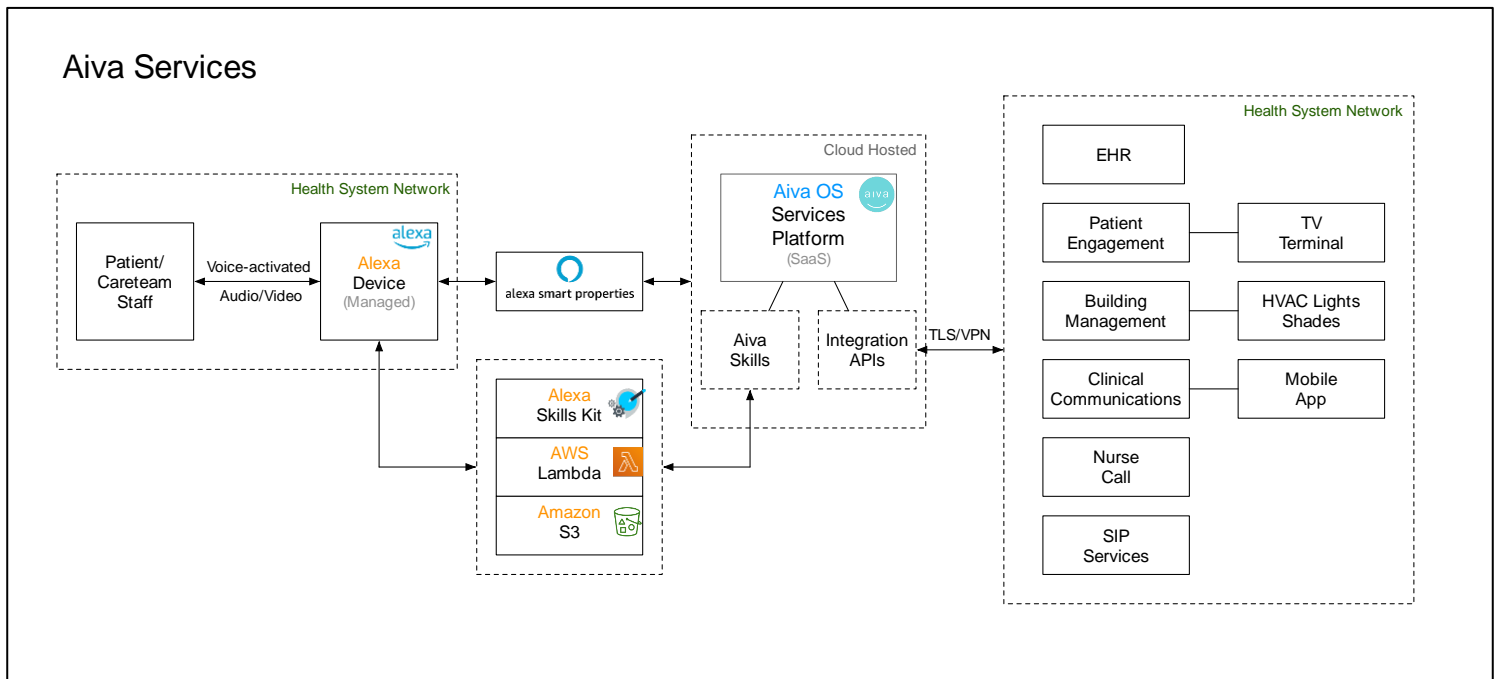 Aiva Services
Health System Network
Patient/
Careteam
Staff
Voice-activated
Audio/Video
alexa
Alexa
Device
(Managed)
alexa smart properties
Alexa
Skills Kit
AWS
Lambda
Amazon
S3
Cloud Hosted
Aiva OS
aiva
Services
Platform
(SaaS)
Aiva
Skills
Integration
APIs
TLS/VPN
Health System Network
EHR
Patient
Engagement
TV
Terminal
Building
Management
HVAC Lights
Shades
Clinical
Communications
Mobile
App
Nurse
Call
SIP
Services